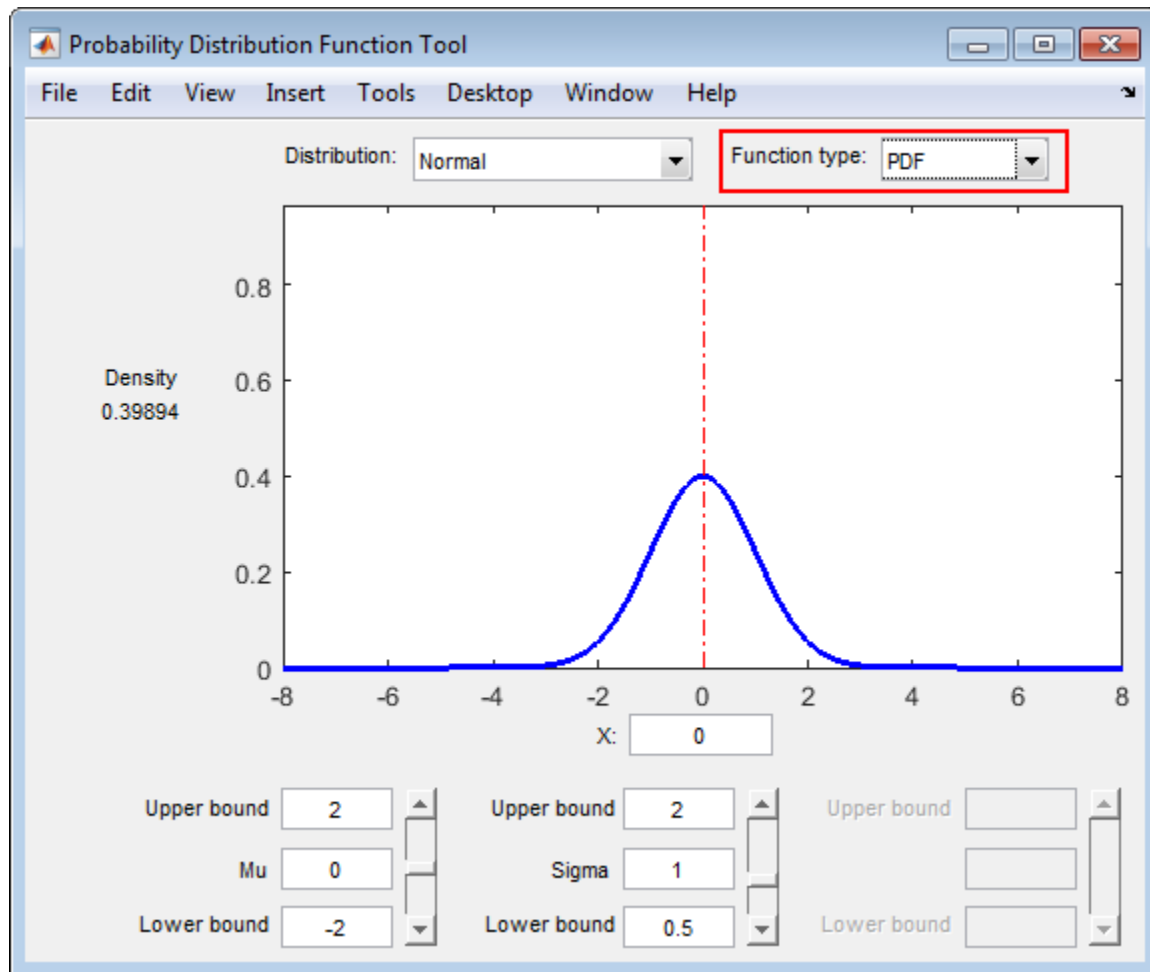 Probability Distribution Function Tool
File Edit View Insert Tools Desktop Window Help
Distribution: Normal Function type: PDF
0.8
Density 0.6
0.39894
0.4
0.2
0
-8 -6 -4 -2 0 2 4 6 8
X: 0
Upper bound 2 Upper bound 2 Upper bound
Mu 0 Sigma 1
Lower bound -2 Lower bound 0.5 Lower bound